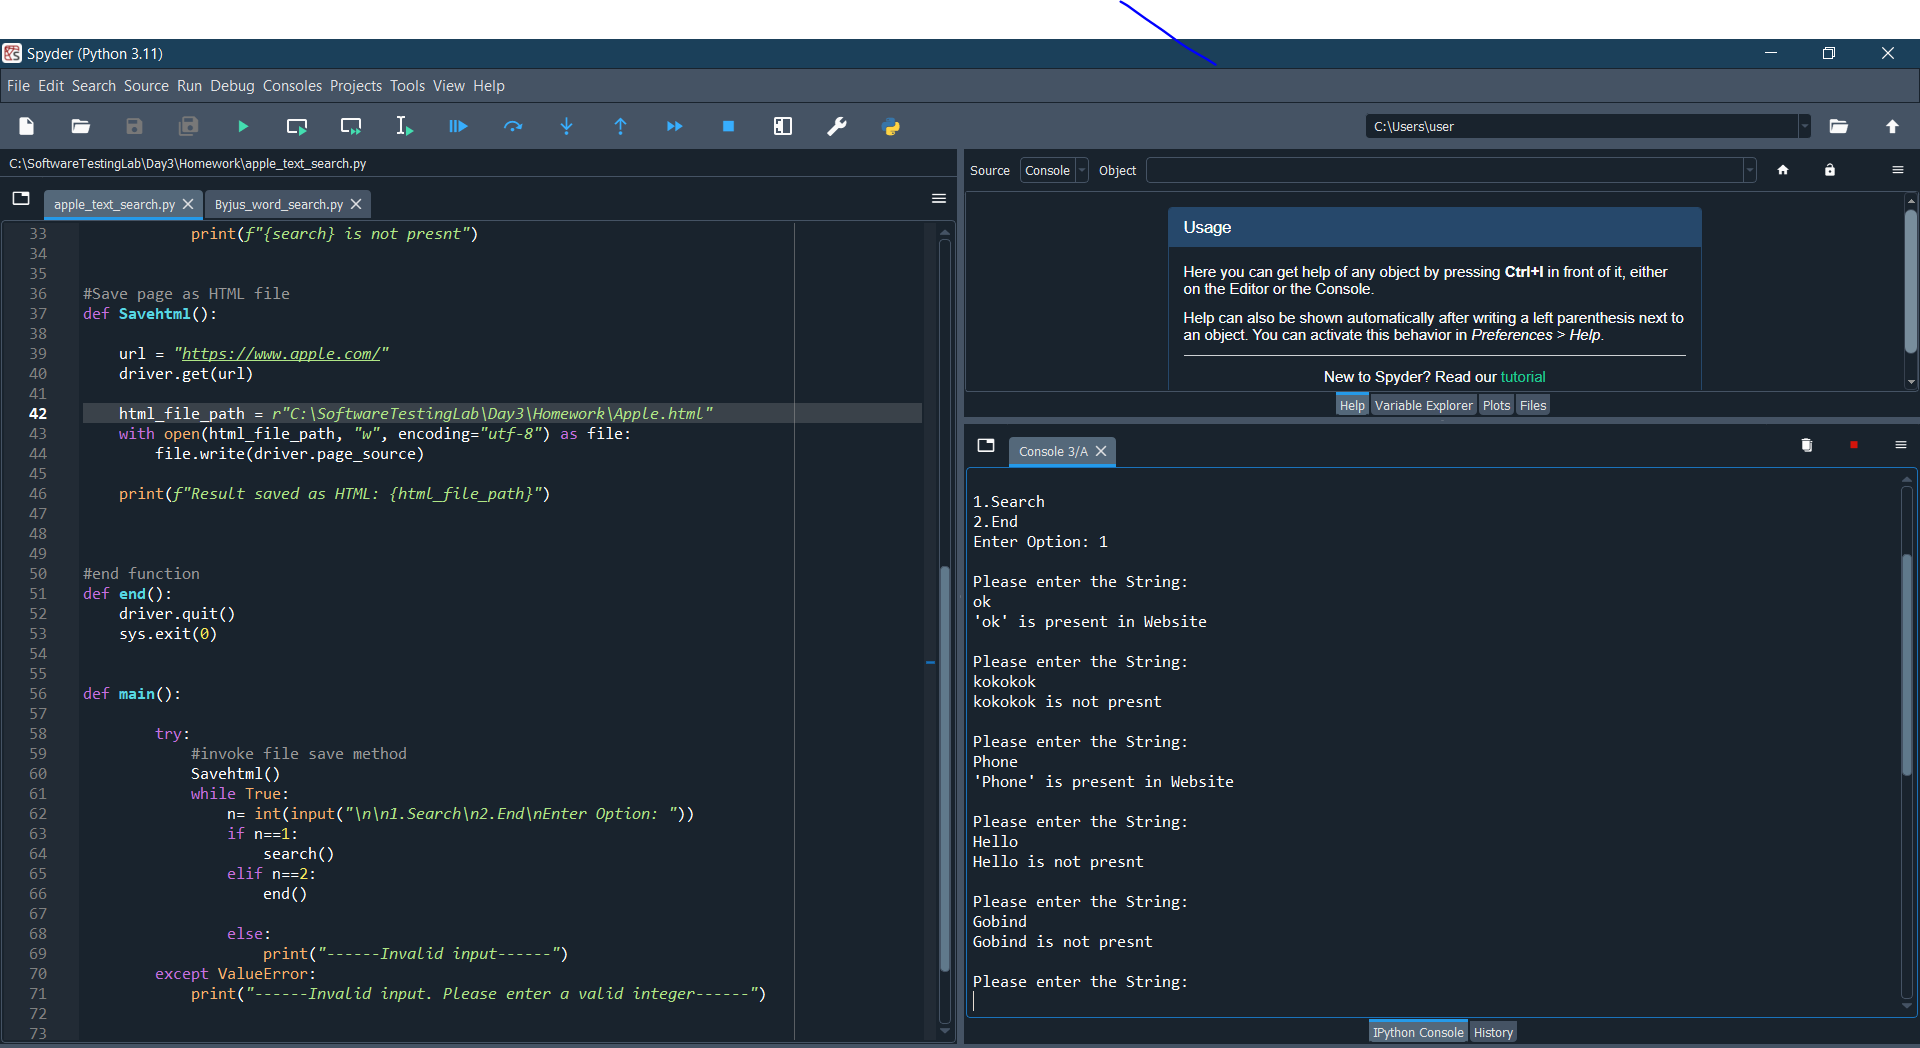 Spyder (Python 3.11)
File Edit Search Source Run Debug Consoles Projects Tools View Help
C:\Users\user
C:\SoftwareTestingLab\Day3\Homework\apple_text_search.py
apple_text_search.py
Byjus_word_search.py
33 print(f"{search} is not presnt")
34
35
36 #Save page as HTML file
37 def Savehtml():
38
39 url = "https://www.apple.com/"
40 driver.get(url)
41
42 html_file_path = r"C:\SoftwareTestingLab\Day3\Homework\Apple.html"
43 with open(html_file_path, "w", encoding="utf-8") as file:
44 file.write(driver.page_source)
45
46 print(f"Result saved as HTML: {html_file_path}")
47
48
49
50 #end function
51 def end():
52 driver.quit()
53 sys.exit(0)
54
55
56 def main():
57
58 try:
59 #invoke file save method
60 Savehtml()
61 while True:
62 n= int(input("\n\n1.Search\n2.End\nEnter Option: "))
63 if n==1:
64 search()
65 elif n==2:
66 end()
67
68 else:
69 print("------Invalid input------")
70 except ValueError:
71 print("------Invalid input. Please enter a valid integer------")
72
73
Source Console Object
Usage
Here you can get help of any object by pressing Ctrl+I in front of it, either
on the Editor or the Console.
Help can also be shown automatically after writing a left parenthesis next to
an object. You can activate this behavior in Preferences > Help.
New to Spyder? Read our tutorial
Help Variable Explorer Plots Files
Console 3/A
1.Search
2.End
Enter Option: 1
Please enter the String:
ok
'ok' is present in Website
Please enter the String:
kokokok
kokokok is not presnt
Please enter the String:
Phone
'Phone' is present in Website
Please enter the String:
Hello
Hello is not presnt
Please enter the String:
Gobind
Gobind is not presnt
Please enter the String:
IPython Console History